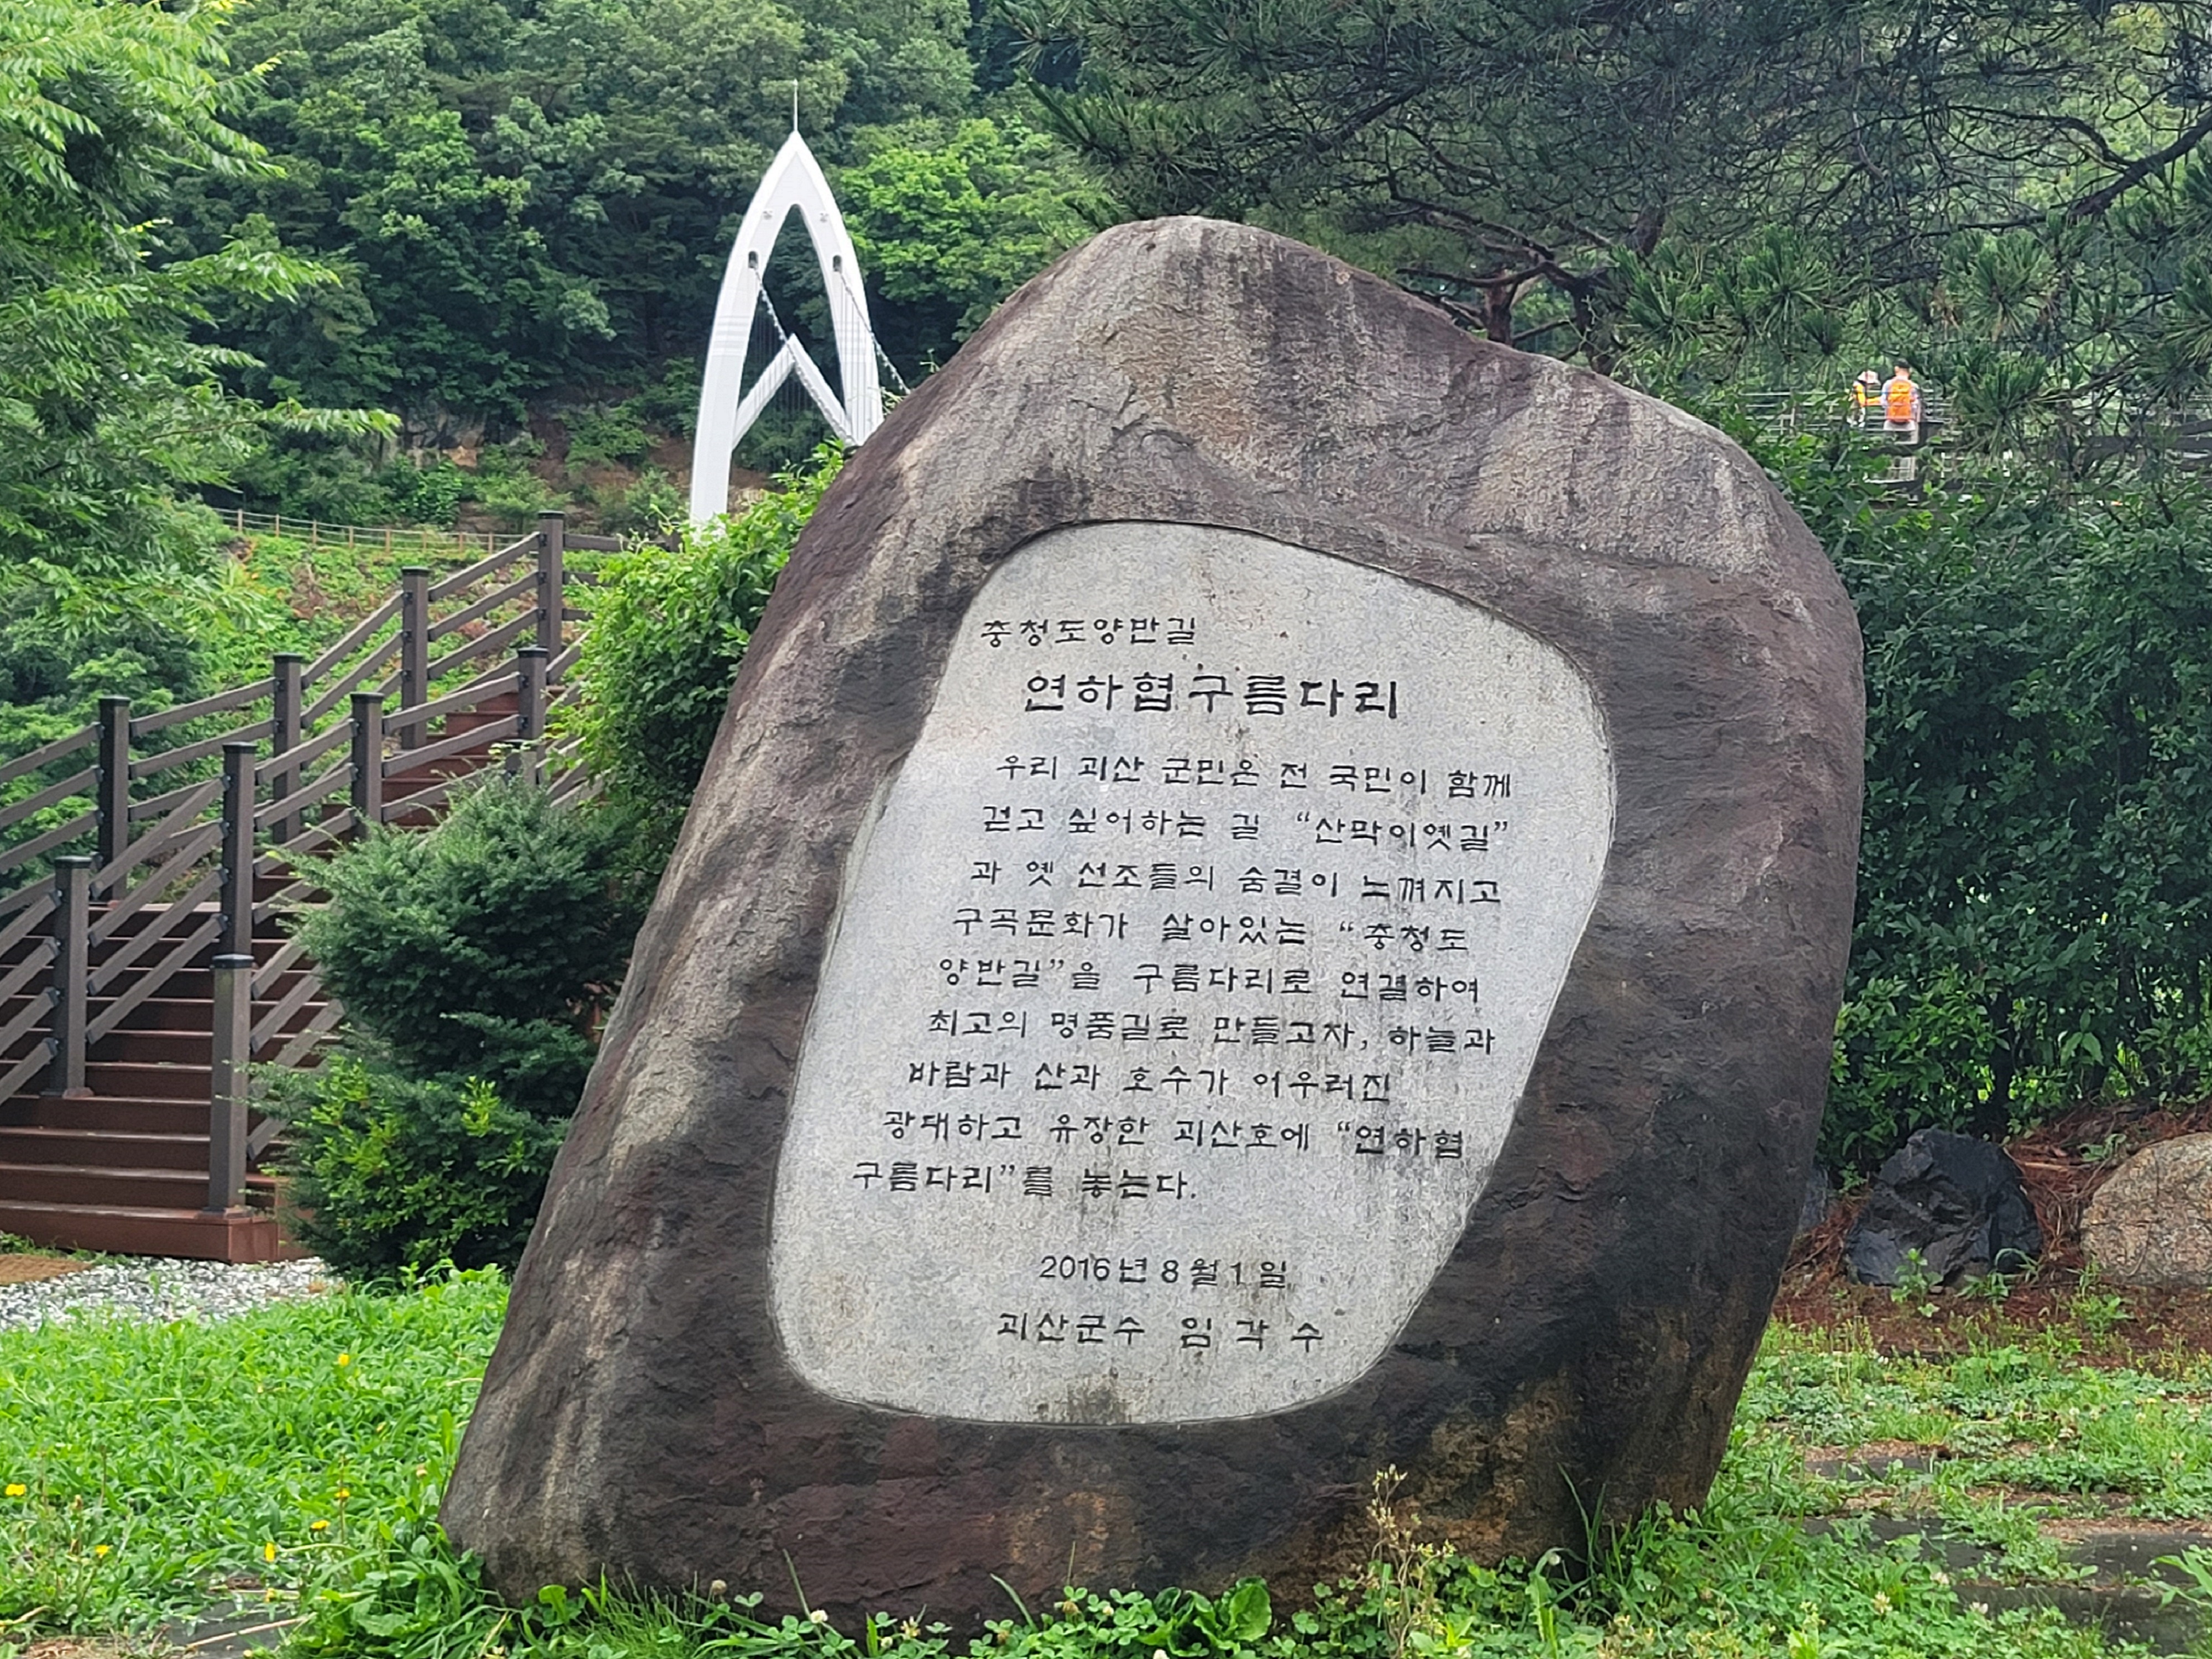 충청도양반길
연하협구름다리
우리 괴산 군민은 전 국민이 함께
걷고 싶어하는 길 “산막이옛길”
과 옛 선조들의 숨결이 느껴지고
구곡문화가 살아있는 “충청도
양반길”을 구름다리로 연결하여
최고의 명품길로 만들고자, 하늘과
바람과 산과 호수가 어우러진
광대하고 유장한 괴산호에 “연하협
구름다리”를 놓는다.
2016년 8월 1일
괴산군수 임 각 수